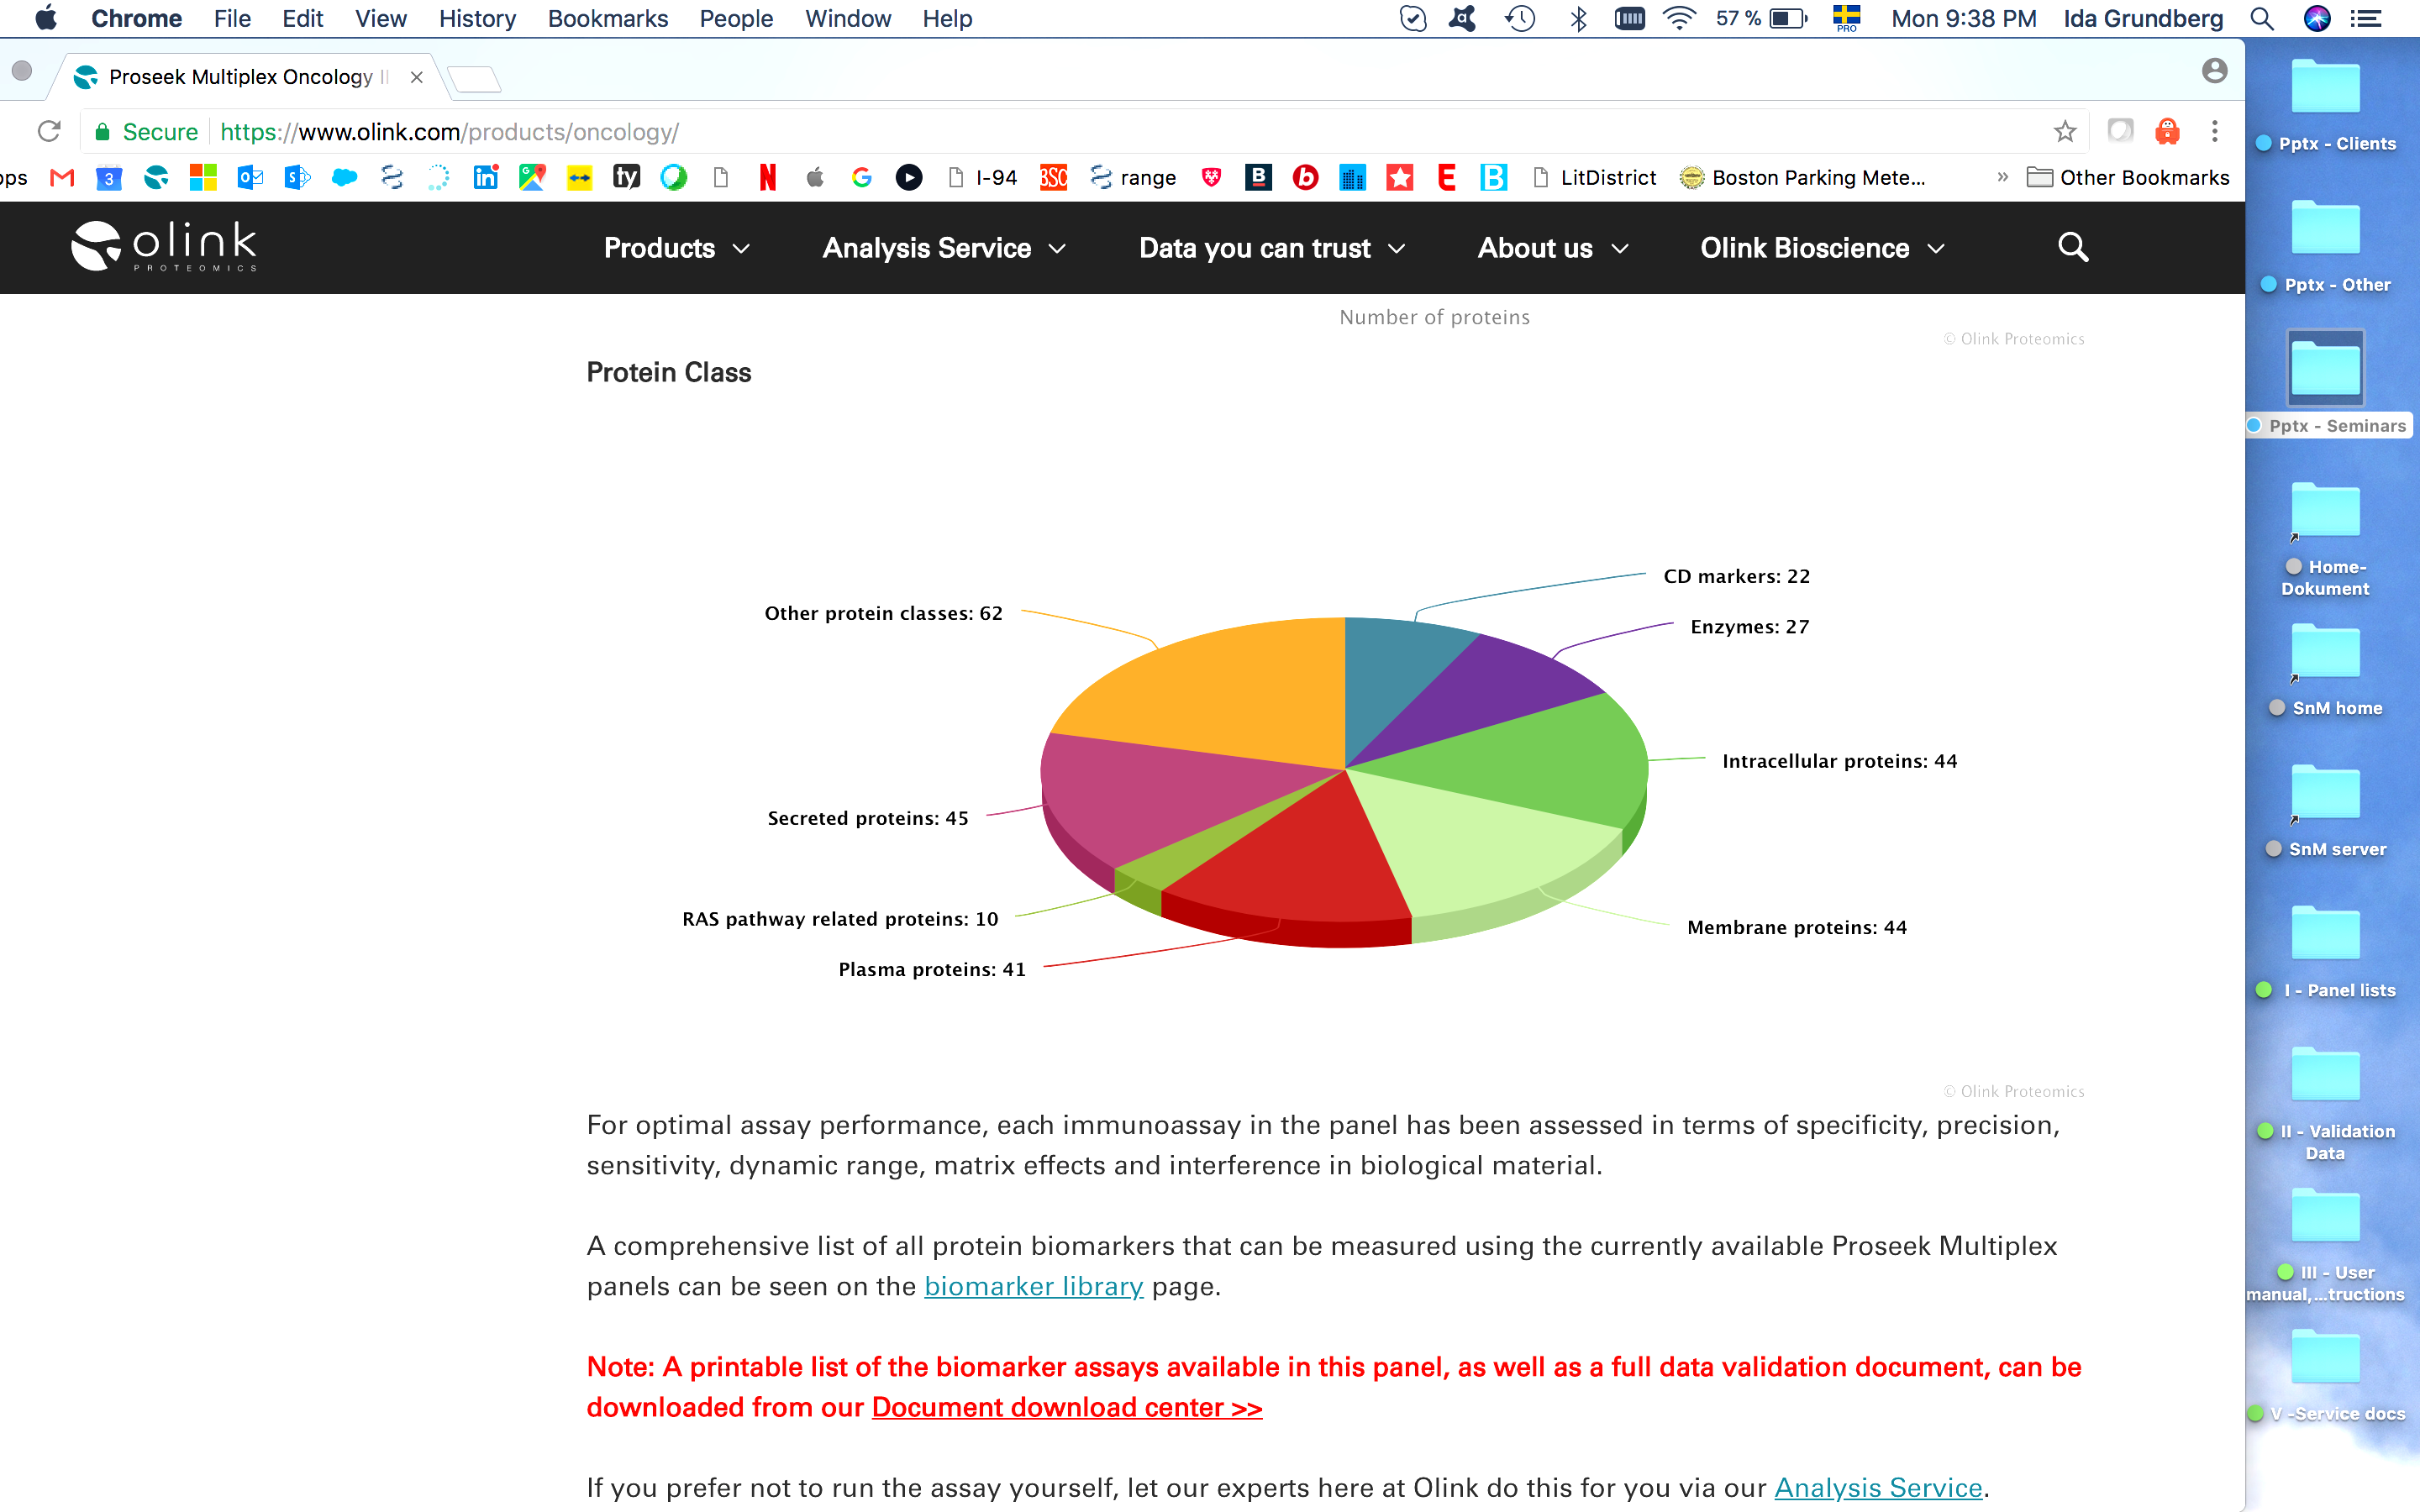 Chrome File Edit View History Bookmarks People Window Help 57 % PRO Mon 9:38 PM Ida Grundberg
Proseek Multiplex Oncology II
Secure https://www.olink.com/products/oncology/
ops 3 ty I-94 BSC range B b E B LitDistrict Boston Parking Mete... » Other Bookmarks
olink
PROTEOMICS
Products Analysis Service Data you can trust About us Olink Bioscience
Number of proteins
© Olink Proteomics
Protein Class
CD markers: 22
Other protein classes: 62
Enzymes: 27
Intracellular proteins: 44
Secreted proteins: 45
RAS pathway related proteins: 10
Membrane proteins: 44
Plasma proteins: 41
© Olink Proteomics
For optimal assay performance, each immunoassay in the panel has been assessed in terms of specificity, precision,
sensitivity, dynamic range, matrix effects and interference in biological material.
A comprehensive list of all protein biomarkers that can be measured using the currently available Proseek Multiplex
panels can be seen on the biomarker library page.
Note: A printable list of the biomarker assays available in this panel, as well as a full data validation document, can be
downloaded from our Document download center >>
If you prefer not to run the assay yourself, let our experts here at Olink do this for you via our Analysis Service.
Pptx - Clients
Pptx - Other
Pptx - Seminars
Home-
Dokument
SnM home
SnM server
I - Panel lists
II - Validation
Data
III - User
manual,...tructions
V -Service docs